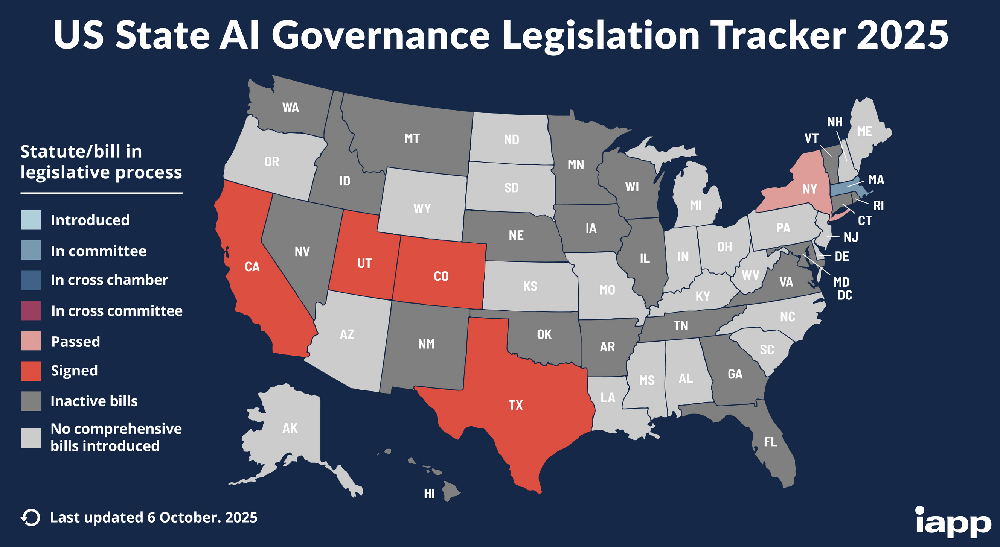 US State AI Governance Legislation Tracker 2025
Statute/bill in
legislative process
Introduced
In committee
In cross chamber
In cross committee
Passed
Signed
Inactive bills
No comprehensive
bills introduced
WA
OR
CA
ID
NV
MT
WY
UT
CO
AZ
NM
ND
SD
NE
KS
OK
TX
MN
IA
MO
AR
LA
WI
IL
MI
IN
OH
KY
TN
MS
AL
GA
FL
SC
NC
VA
WV
PA
NY
VT
NH
ME
MA
RI
CT
NJ
DE
MD
DC
AK
HI
Last updated 6 October. 2025
iapp